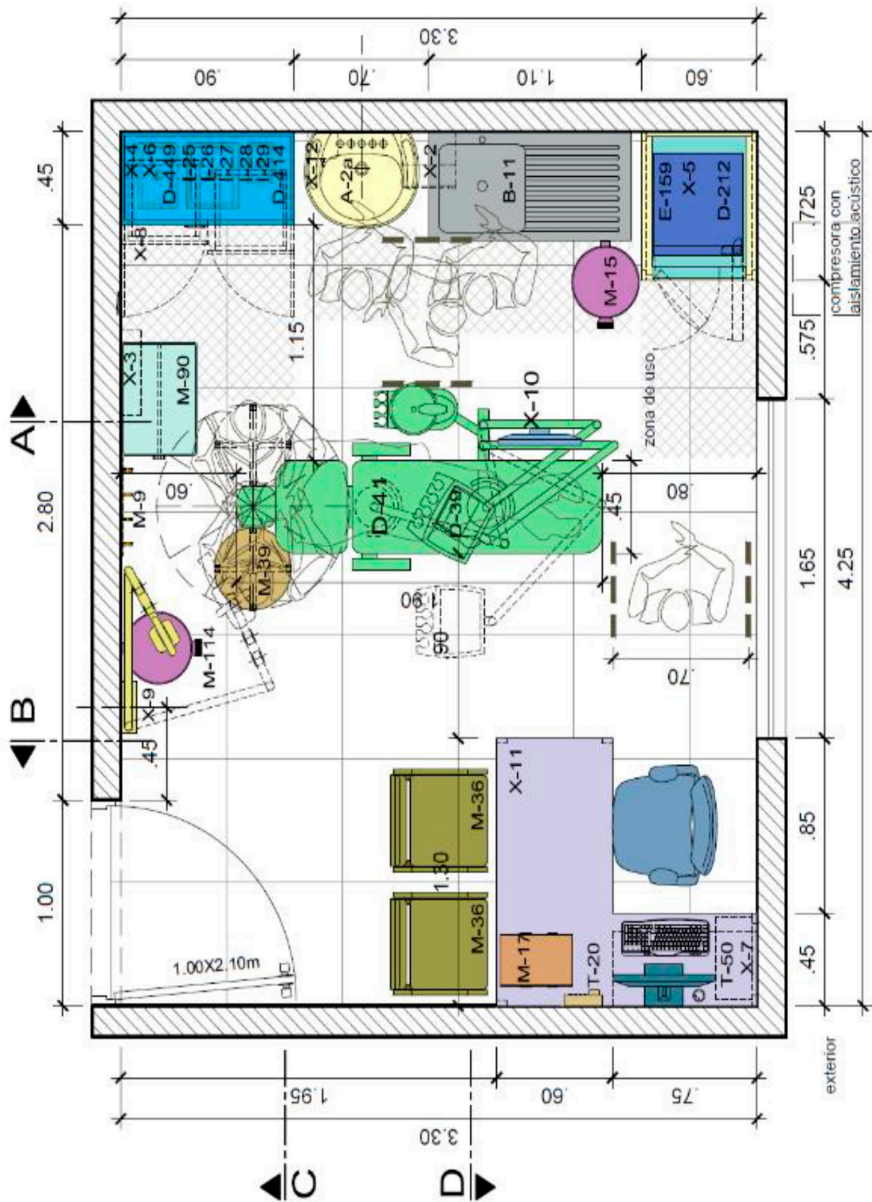 3.30
.90
.70
1.10
.60
A
B
2.80
1.00
.45
X-4
X-6
D-449
I-25
I-26
I-27
I-28
I-29
D-414
X-8
X-12
A-2a
X-2
B-11
E-159
X-5
D-212
M-15
X-3
M-90
1.15
.60
M-9
M-39
M-114
X-9
.45
X-10
D-41
D-39
.90
.90
.45
.80
.70
zona de uso
1.00X2.10m
M-36
M-36
1.30
X-11
M-17
T-20
T-50
X-7
.725
.575
1.65
.85
.45
4.25
compresora con
aislamiento acústico
exterior
1.95
.60
.75
3.30
C
D